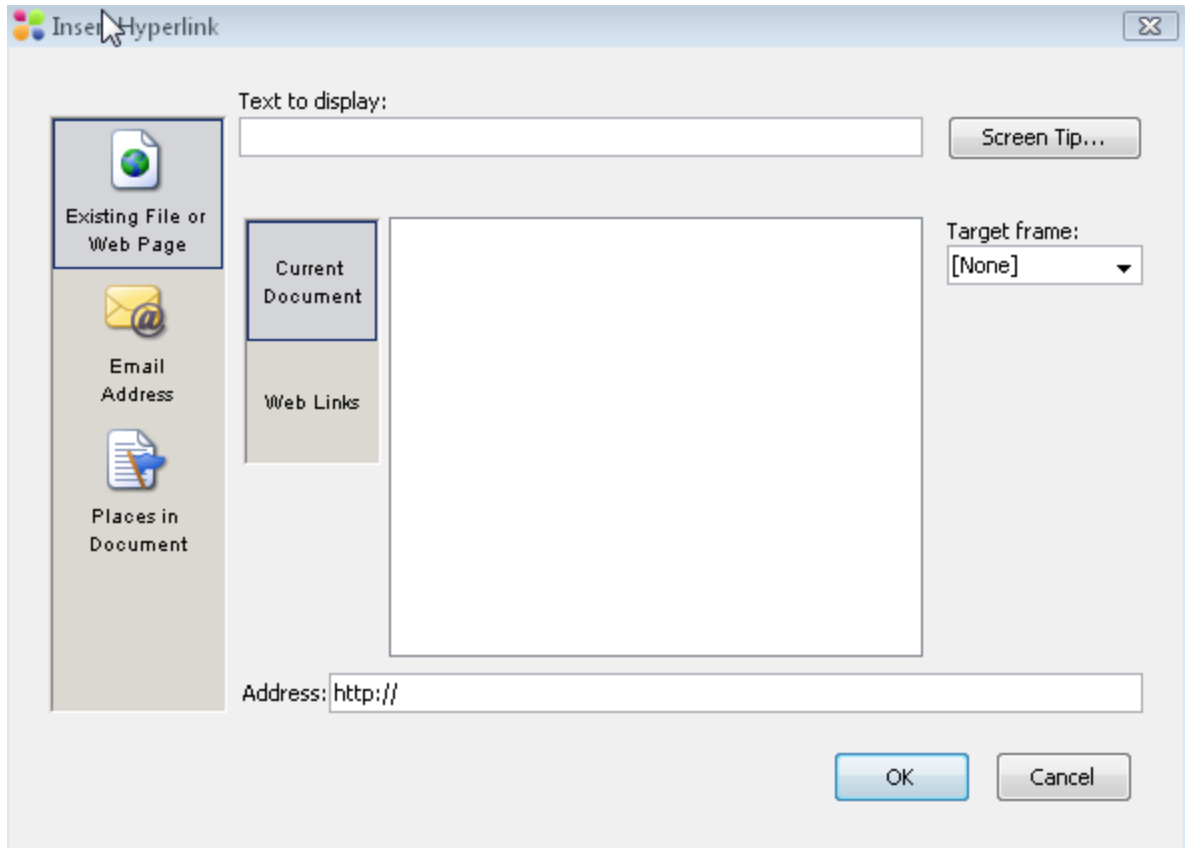 Insert Hyperlink
Text to display:
Screen Tip...
Existing File or
Web Page
Email
Address
Places in
Document
Current
Document
Web Links
Target frame:
[None]
Address: http://
OK
Cancel